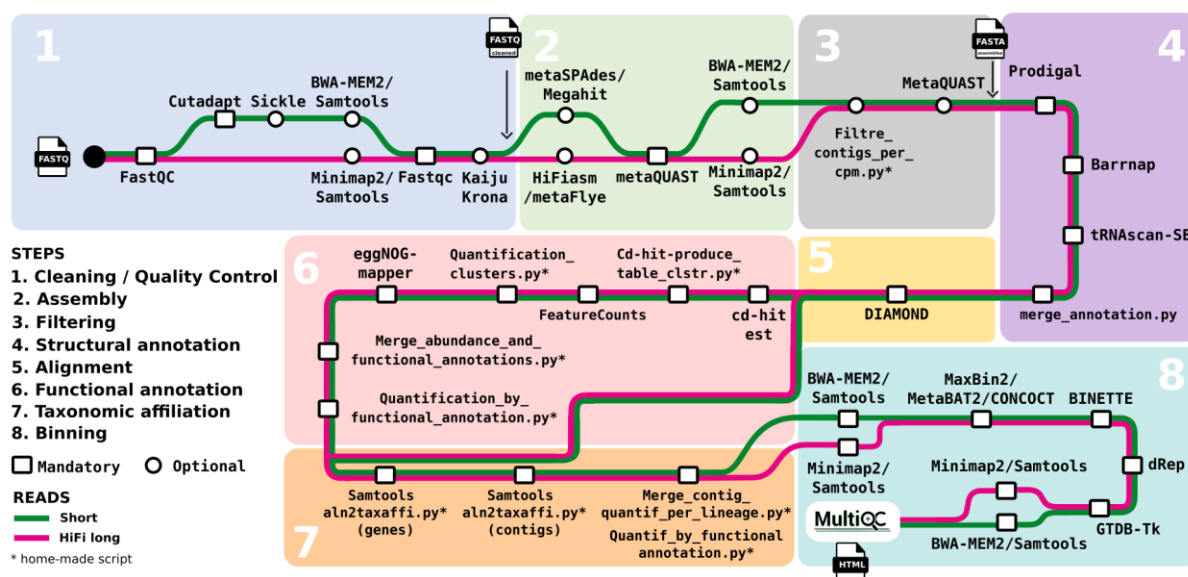 1
FASTQ
cleaned
2
3
FASTA
assemblies
4
BWA-MEM2/
Samtools
Cutadapt
Sickle
metaSPAdes/
Megahit
BWA-MEM2/
Samtools
MetaQUAST
Prodigal
FASTQ
FastQC
Minimap2/
Samtools
Fastqc
Kaiju
Krona
HiFiasm
/metaFlye
metaQUAST
Minimap2/
Samtools
Filtre_
contigs_per_
cpm.py*
Barrnap
tRNAscan-SE
merge_annotation.py
5
DIAMOND
6
eggNOG-
mapper
Quantification_
clusters.py*
Cd-hit-produce_
table_clstr.py*
FeatureCounts
cd-hit
est
Merge_abundance_and_
functional_annotations.py*
Quantification_by_
functional_annotation.py*
STEPS
1. Cleaning / Quality Control
2. Assembly
3. Filtering
4. Structural annotation
5. Alignment
6. Functional annotation
7. Taxonomic affiliation
8. Binning
Mandatory
Optional
READS
Short
HiFi long
* home-made script
7
Samtools
aln2taxaffi.py*
(genes)
Samtools
aln2taxaffi.py*
(contigs)
Merge_contig_
quantif_per_lineage.py*
Quantif_by_functional
annotation.py*
8
BWA-MEM2/
Samtools
MaxBin2/
MetaBAT2/CONCOCT
BINETTE
Minimap2/
Samtools
Minimap2/Samtools
dRep
GTDB-Tk
BWA-MEM2/Samtools
MultiQC
HTML